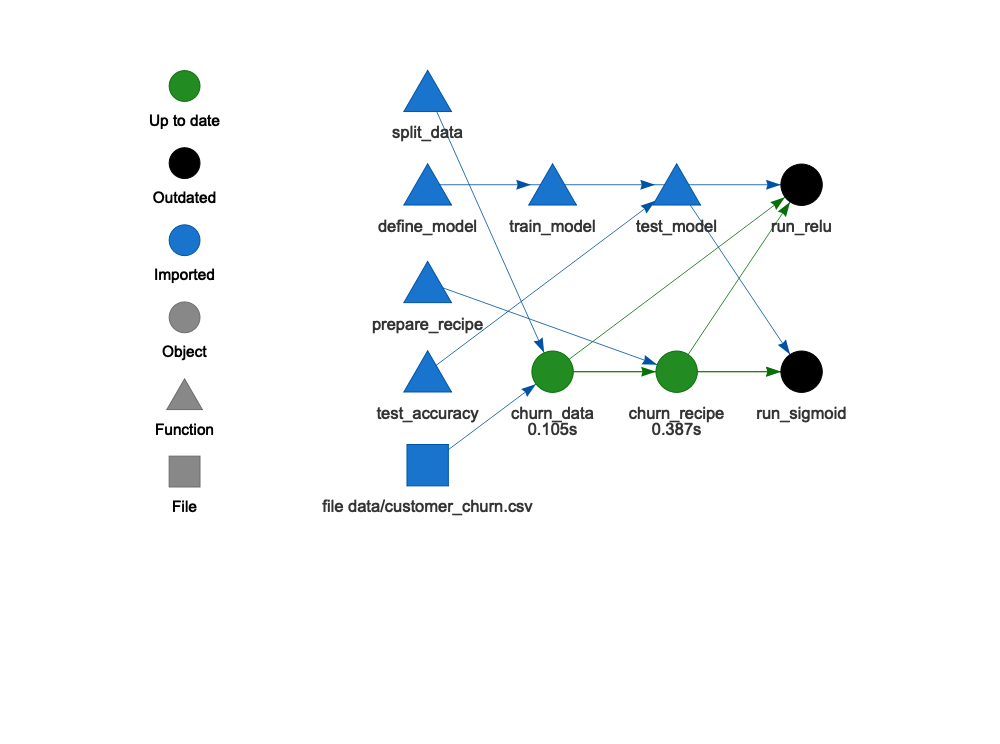 Up to date
Outdated
Imported
Object
Function
File
split_data
define_model
train_model
test_model
run_relu
prepare_recipe
test_accuracy
churn_data
0.105s
churn_recipe
0.387s
run_sigmoid
file data/customer_churn.csv